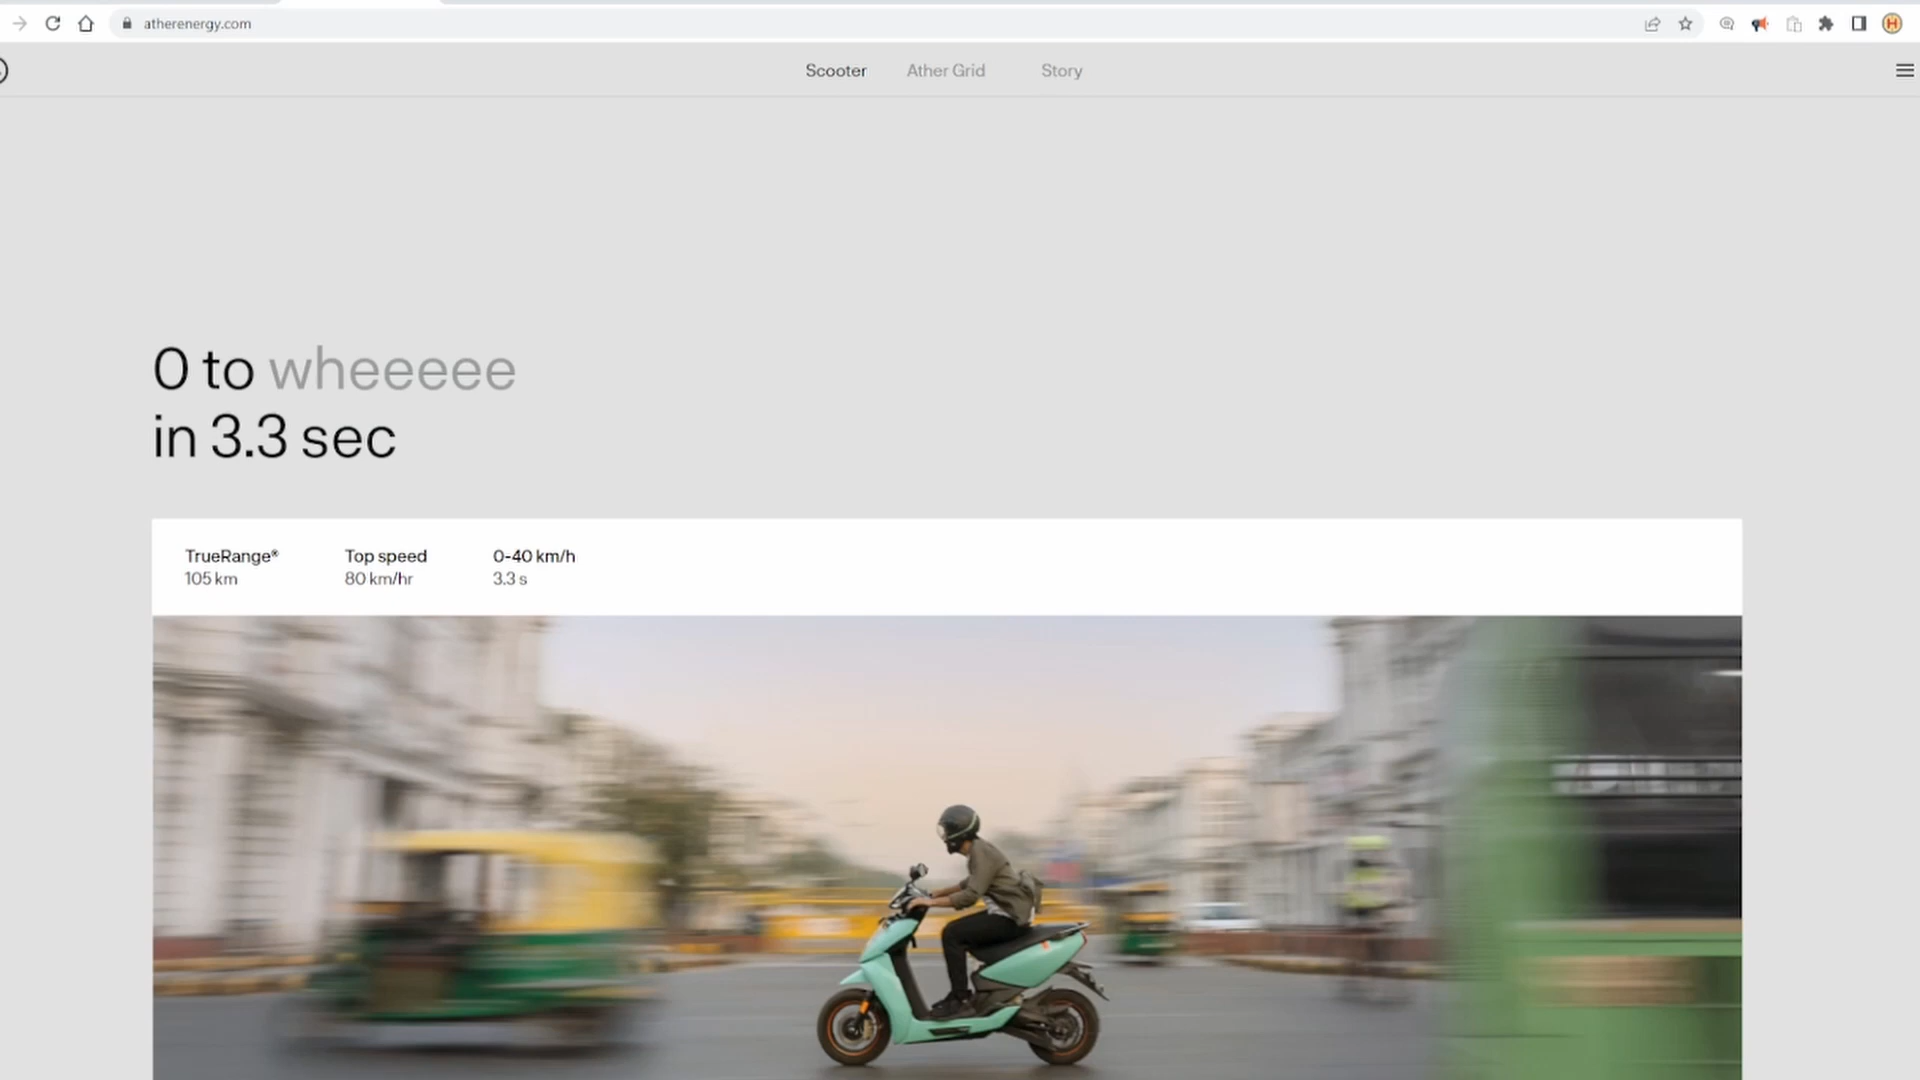 atherenergy.com
Scooter Ather Grid Story
0 to wheeeee
in 3.3 sec
TrueRange® Top speed 0-40 km/h
105 km 80 km/hr 3.3 s